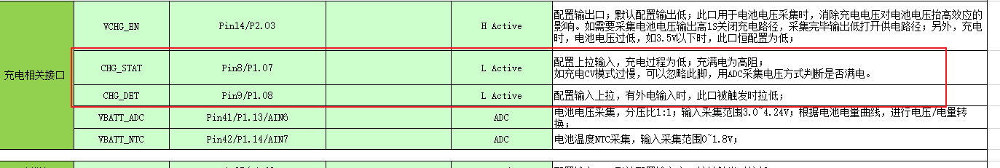 配置输出口；默认配置输出低；此口用于电池电压采集时，消除充电电压对电池电压抬高效应的
VCHG_EN Pin14/P2.03 H Active 影响。如需要采集电池电压输出高1S关闭充电路径，采集完毕输出低打开供电路径；另外，充电
时，电池电压过低，如3.5V以下时，此口恒配置为低；
充电相关接口
CHG_STAT Pin8/P1.07 L Active 配置上拉输入，充电过程为低；充满电为高阻；
如充电CV模式过慢，可以忽略此脚，用ADC采集电压方式判断是否满电。
CHG_DET Pin9/P1.08 L Active 配置输入上拉，有外电输入时，此口被触发时拉低；
VBATT_ADC Pin41/P1.13/AIN6 ADC 电池电压采集，分压比1:1；输入采集范围3.0~4.24V；根据电池电量曲线，进行电压/电量转
换；
VBATT_NTC Pin42/P1.14/AIN7 ADC 电池温度NTC采集，输入采集范围0~1.8V；